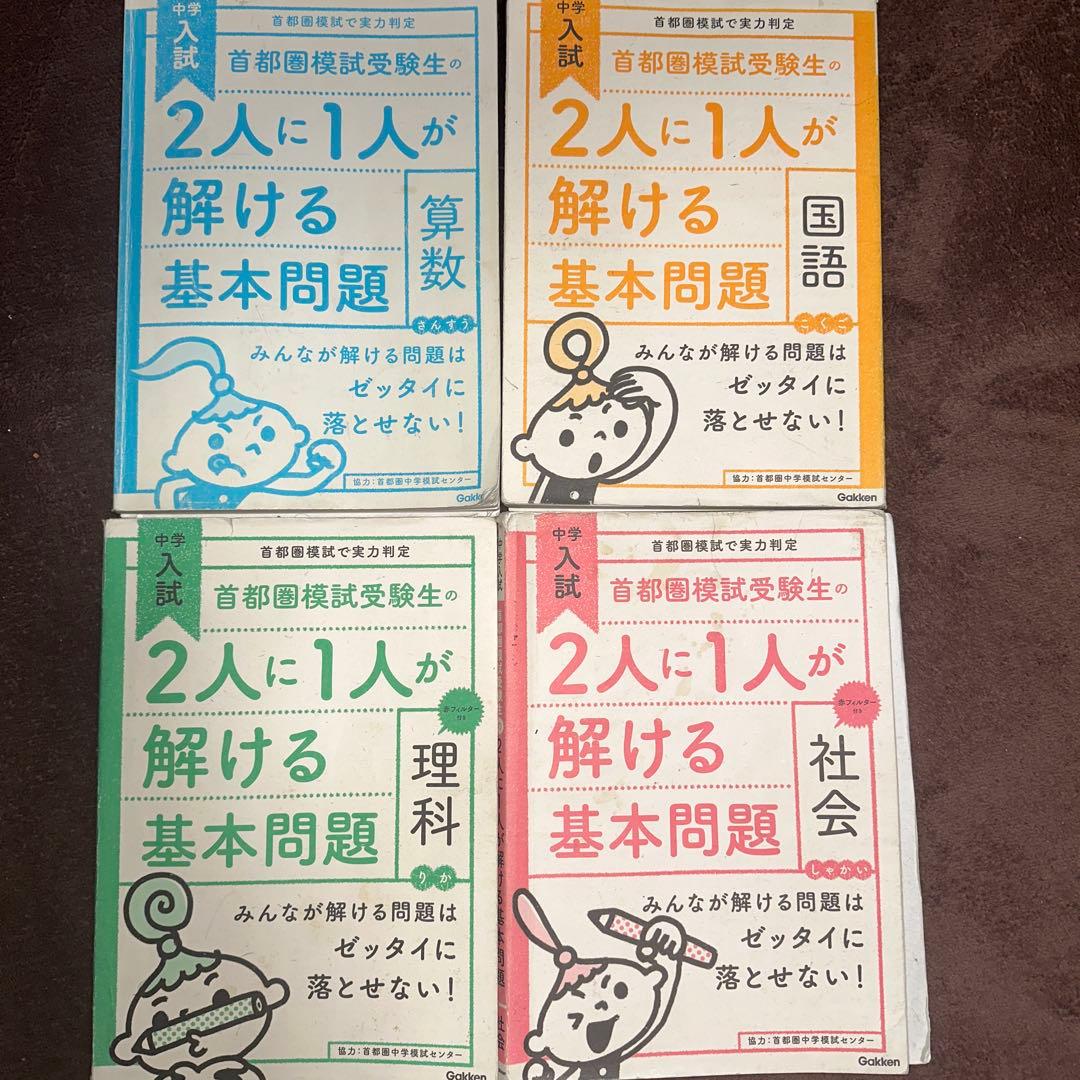 中学
入試
首都圏模試で実力判定
首都圏模試受験生の
2人に1人が
解ける
基本問題
算数
さんすう
みんなが解ける問題は
ゼッタイに
落とせない!
協力:首都圏中学模試センター
Gakke
中学
入試
首都圏模試で実力判定
首都圏模試受験生の
2人に1人が
解ける
基本問題
国語
こくご
みんなが解ける問題は
ゼッタイに
落とせない!
協力:首都圏中学模試センター
Gakken
中学
入試
首都圏模試で実力判定
首都圏模試受験生の
2人に1人が
赤フィルター
付き
解ける
基本問題
理科
りか
みんなが解ける問題は
ゼッタイに
落とせない!
協力:首都圏中学模試センター
Gakken
中学
入試
首都圏模試で実力判定
首都圏模試受験生の
2人に1人が
赤フィルター
付き
解ける
基本問題
社会
しゃかい
みんなが解ける問題は
ゼッタイに
落とせない!
協力:首都圏中学模試センター
Gakken